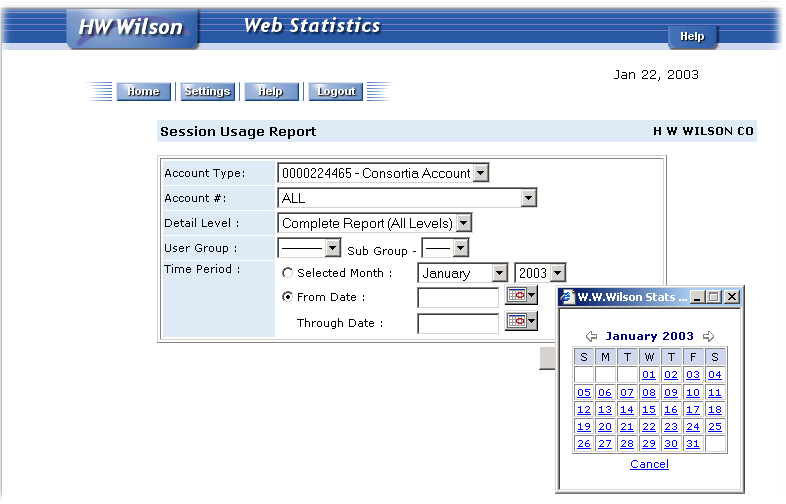 HW Wilson Web Statistics
Help
Jan 22, 2003
Home Settings Help Logout
Session Usage Report H W WILSON CO
Account Type: 0000224465 - Consortia Account
Account #: ALL
Detail Level : Complete Report (All Levels)
User Group : Sub Group -
Time Period : Selected Month : January 2003
From Date :
Through Date :
W.W.Wilson Stats ...
January 2003
S M T W T F S
01 02 03 04
05 06 07 08 09 10 11
12 13 14 15 16 17 18
19 20 21 22 23 24 25
26 27 28 29 30 31
Cancel